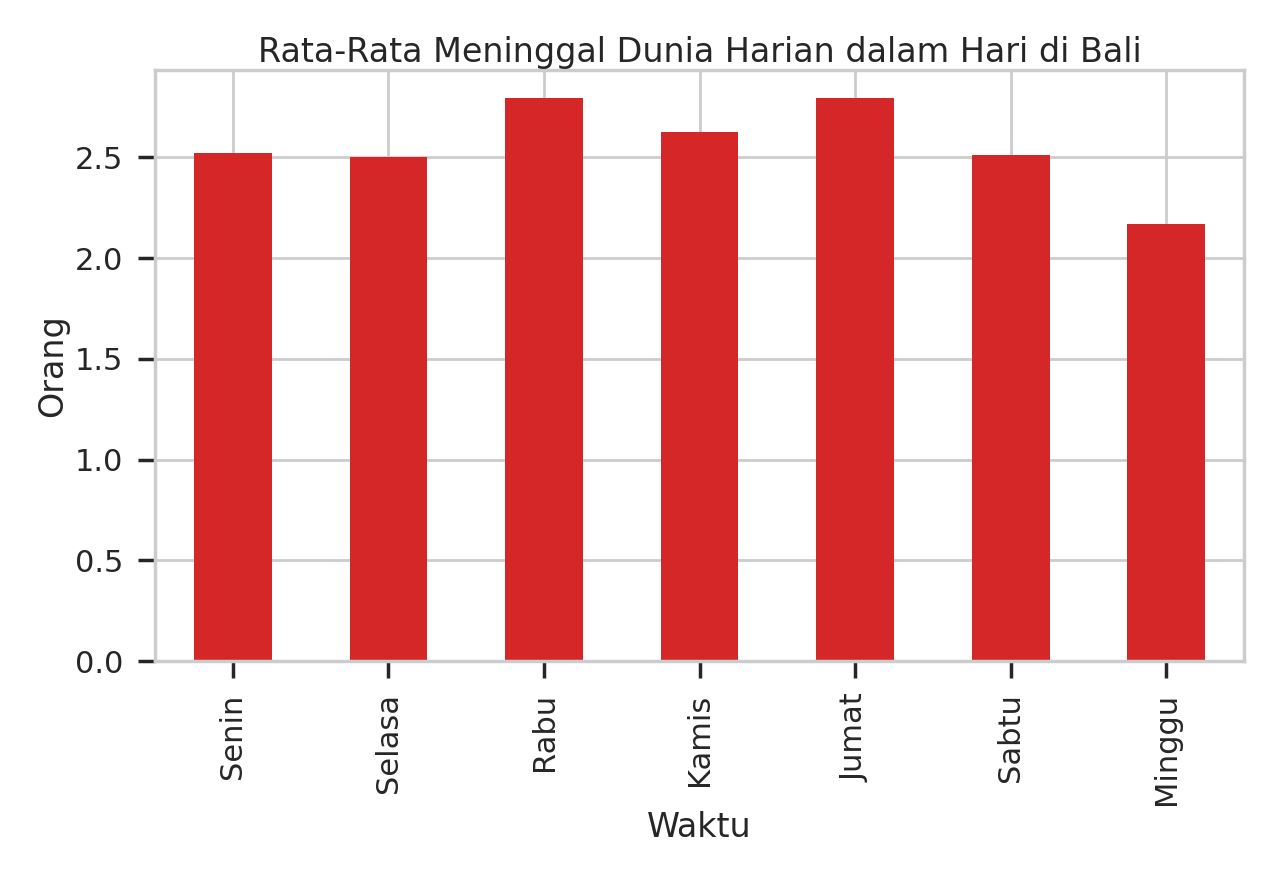 Rata-Rata Meninggal Dunia Harian dalam Hari di Bali
Orang
2.5
2.0
1.5
1.0
0.5
0.0
Senin
Selasa
Rabu
Kamis
Jumat
Sabtu
Minggu
Waktu